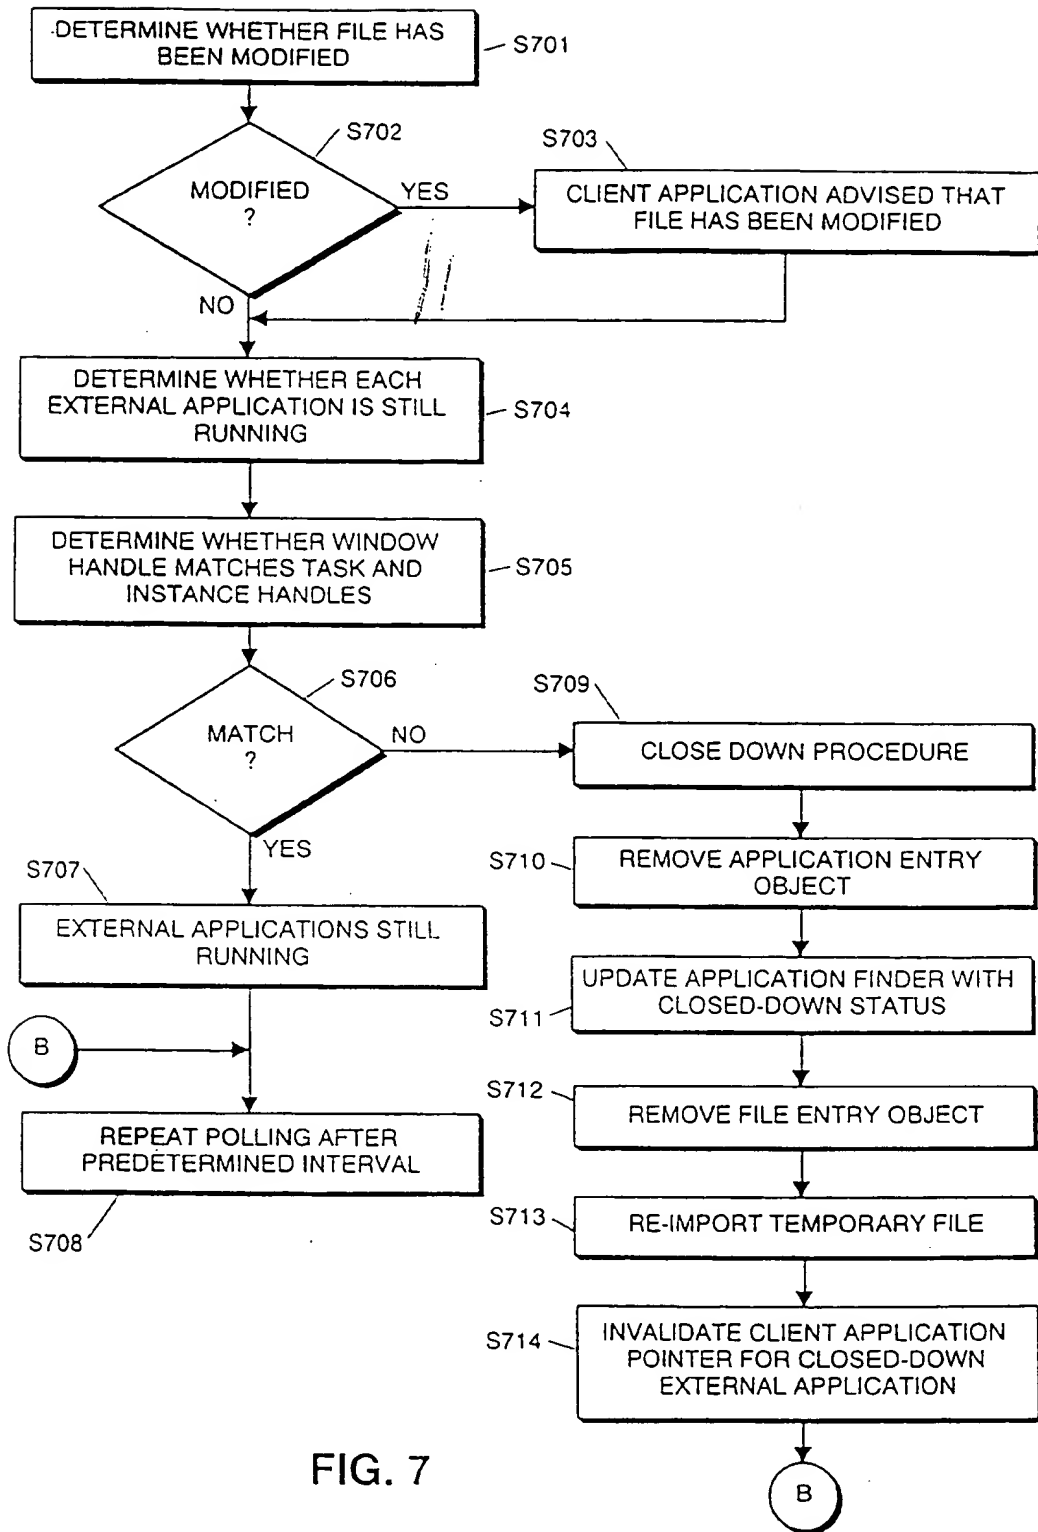 DETERMINE WHETHER FILE HAS
BEEN MODIFIED
S701
S702
MODIFIED
?
YES
NO
S703
CLIENT APPLICATION ADVISED THAT
FILE HAS BEEN MODIFIED
DETERMINE WHETHER EACH
EXTERNAL APPLICATION IS STILL
RUNNING
S704
DETERMINE WHETHER WINDOW
HANDLE MATCHES TASK AND
INSTANCE HANDLES
S705
S706
MATCH
?
NO
YES
S707
EXTERNAL APPLICATIONS STILL
RUNNING
B
REPEAT POLLING AFTER
PREDETERMINED INTERVAL
S708
S709
CLOSE DOWN PROCEDURE
S710
REMOVE APPLICATION ENTRY
OBJECT
S711
UPDATE APPLICATION FINDER WITH
CLOSED-DOWN STATUS
S712
REMOVE FILE ENTRY OBJECT
S713
RE-IMPORT TEMPORARY FILE
S714
INVALIDATE CLIENT APPLICATION
POINTER FOR CLOSED-DOWN
EXTERNAL APPLICATION
B
FIG. 7